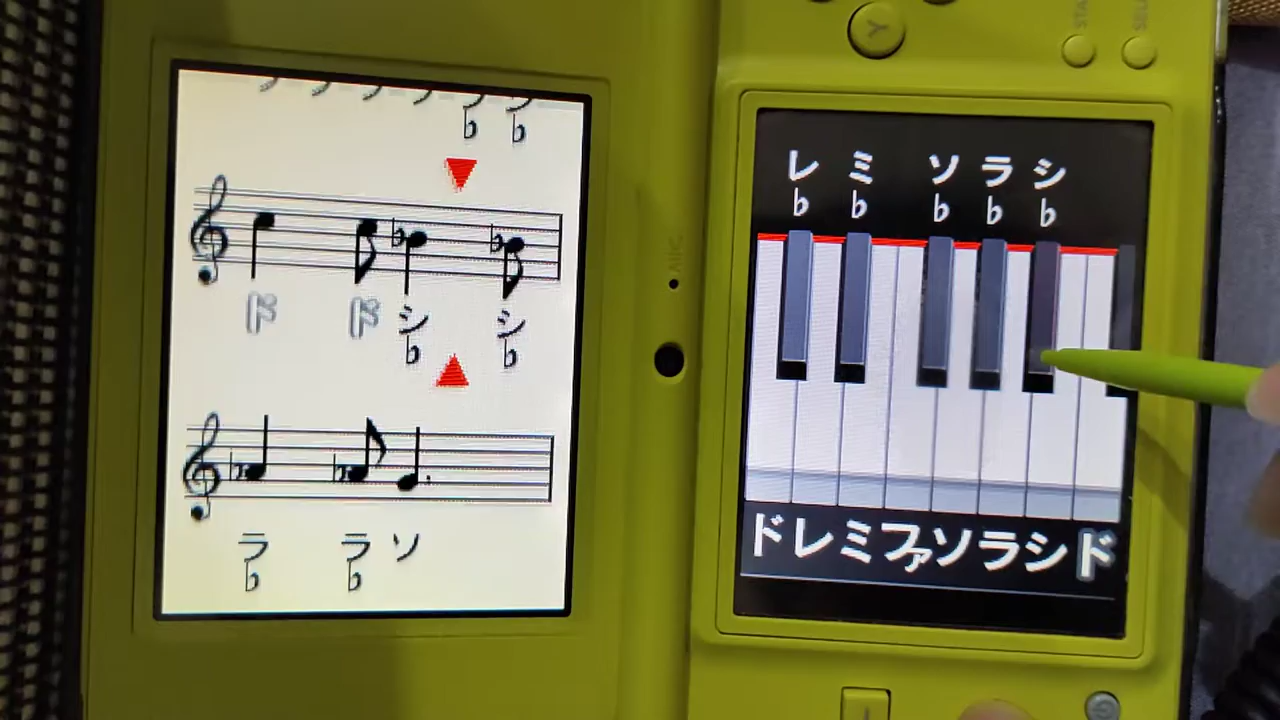 ♭ ♭
ド ド シ シ
♭ ♭
ラ ラ ソ
♭ ♭
レ ミ ソ ラ シ
♭ ♭ ♭ ♭ ♭
ドレミファソラシド
Y
MIC